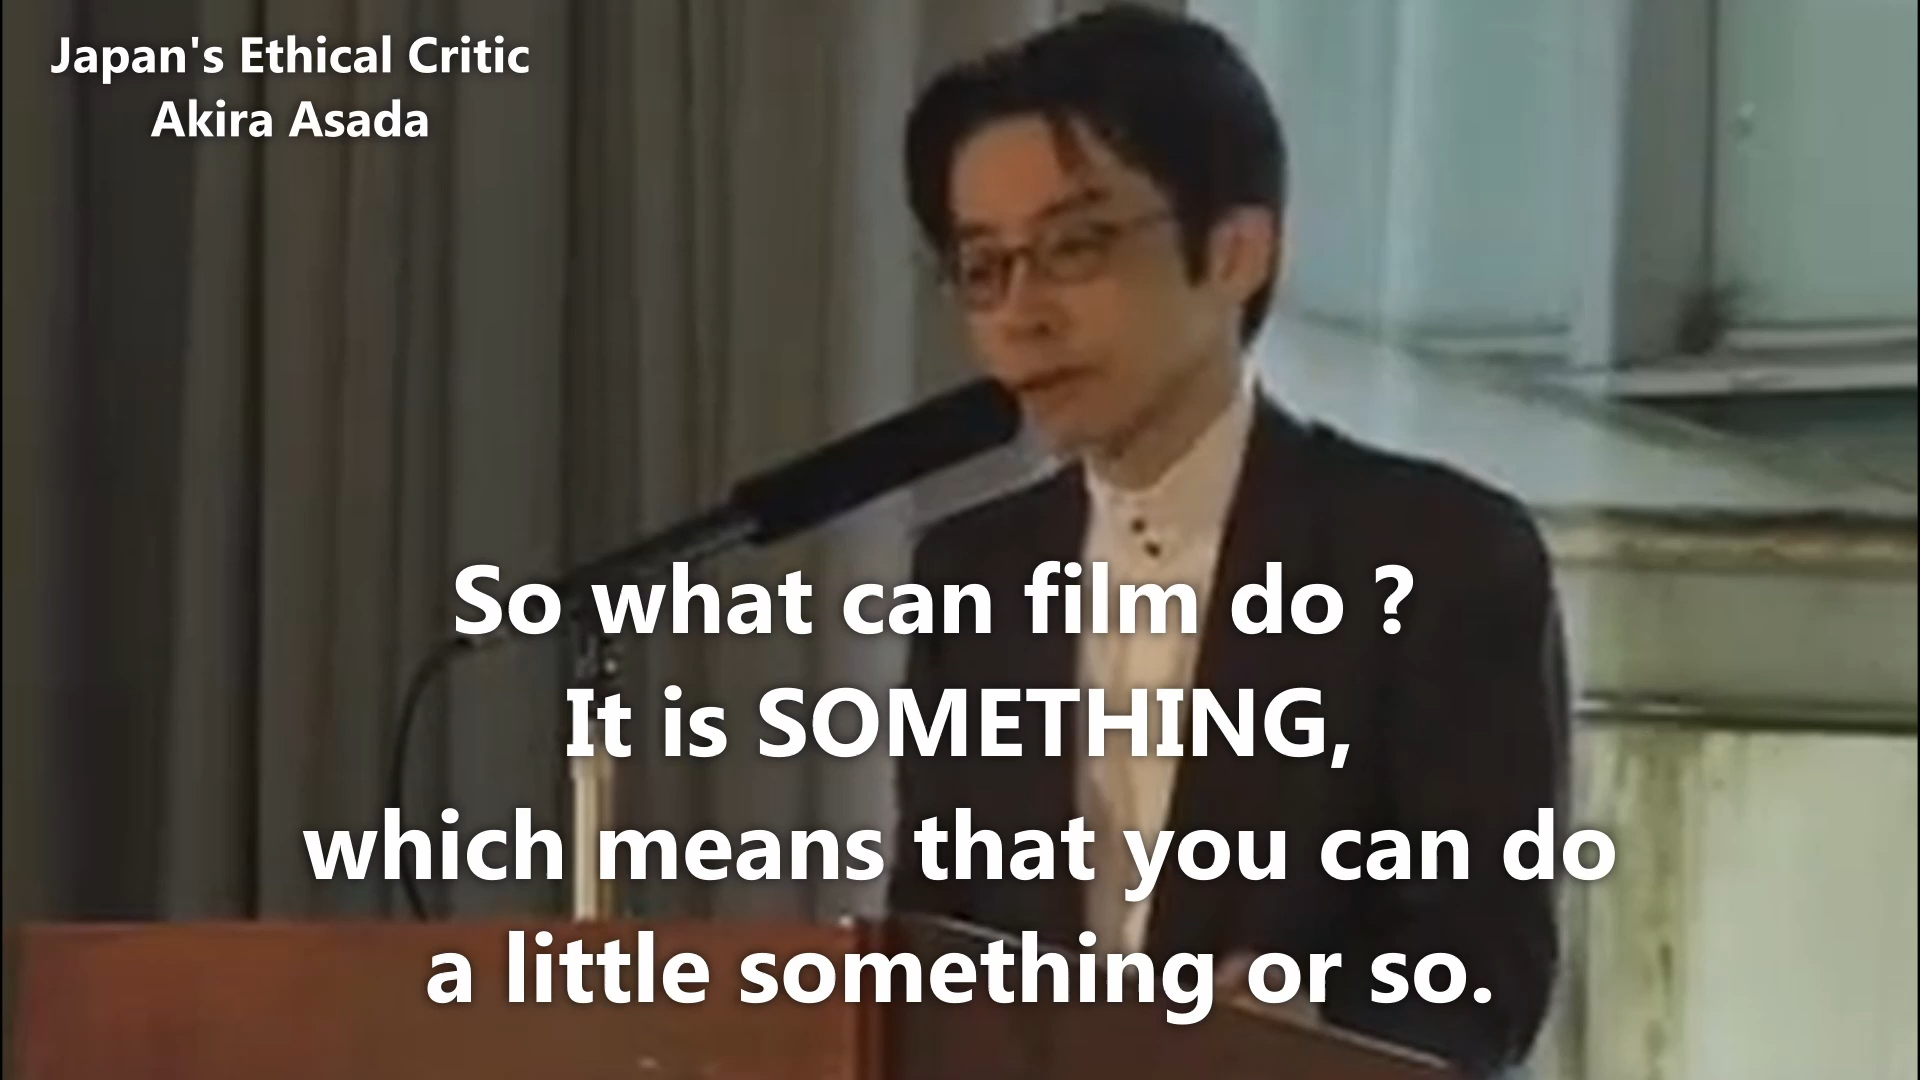 Japan's Ethical Critic
Akira Asada
So what can film do ?
It is SOMETHING,
which means that you can do
a little something or so.